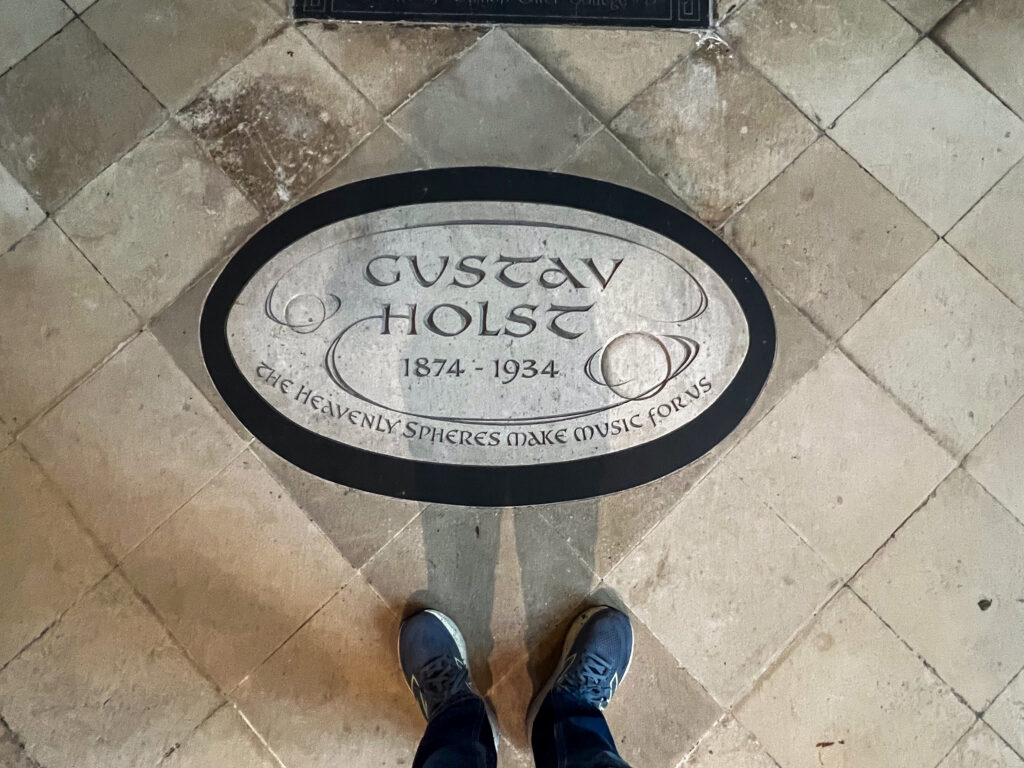 GUSTAV
HOLST
1874 - 1934
THE HEAVENLY SPHERES MAKE MUSIC FOR US